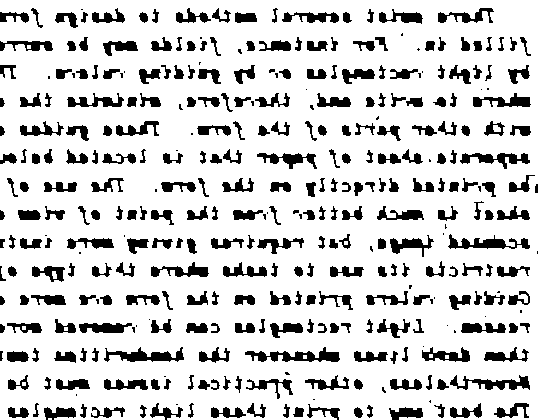 There exist several methods to design form
filled in. For instance, fields may be surro
by light rectangles or by guiding rulers. Th
where to write and, therefore, minimize the
with other parts of the form. These guides
separate sheet of paper that is located below
be printed directly on the form. The use of
sheet is much better from the point of view
scanned image, but requires giving more inst
restricts its use to tasks where this type of
Guiding rulers printed on the form are more
reason. Light rectangles can be removed more
than dark lines whenever the handwritten
Nevertheless, other practical issues must be
The best way to print these light rectangles